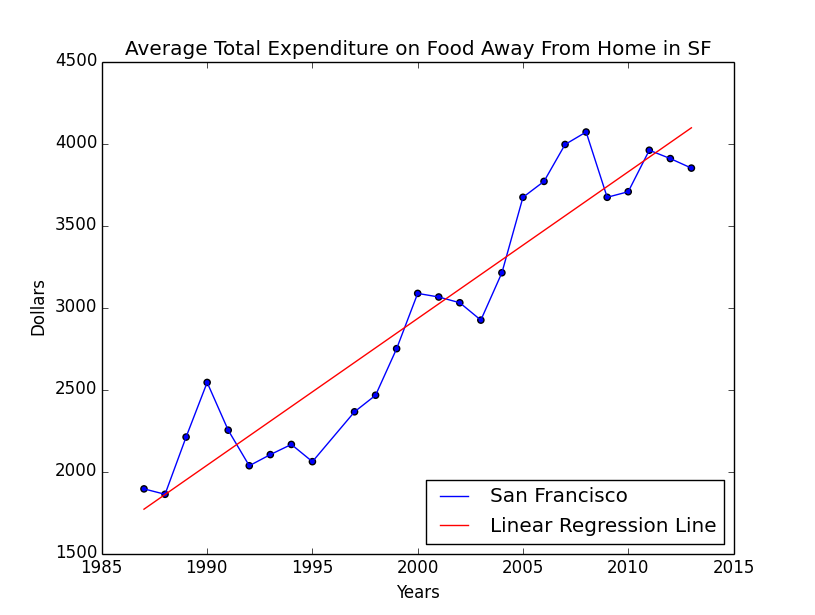 Average Total Expenditure on Food Away From Home in SF
4500
4000
3500
3000
2500
2000
1500
Dollars
1985 1990 1995 2000 2005 2010 2015
Years
San Francisco
Linear Regression Line